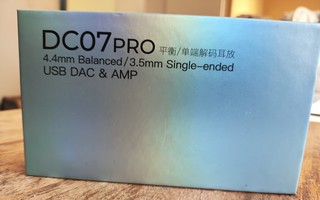 DC07PRO 平衡/单端解码耳放
4.4mm Balanced/3.5mm Single-ended
USB DAC & AMP